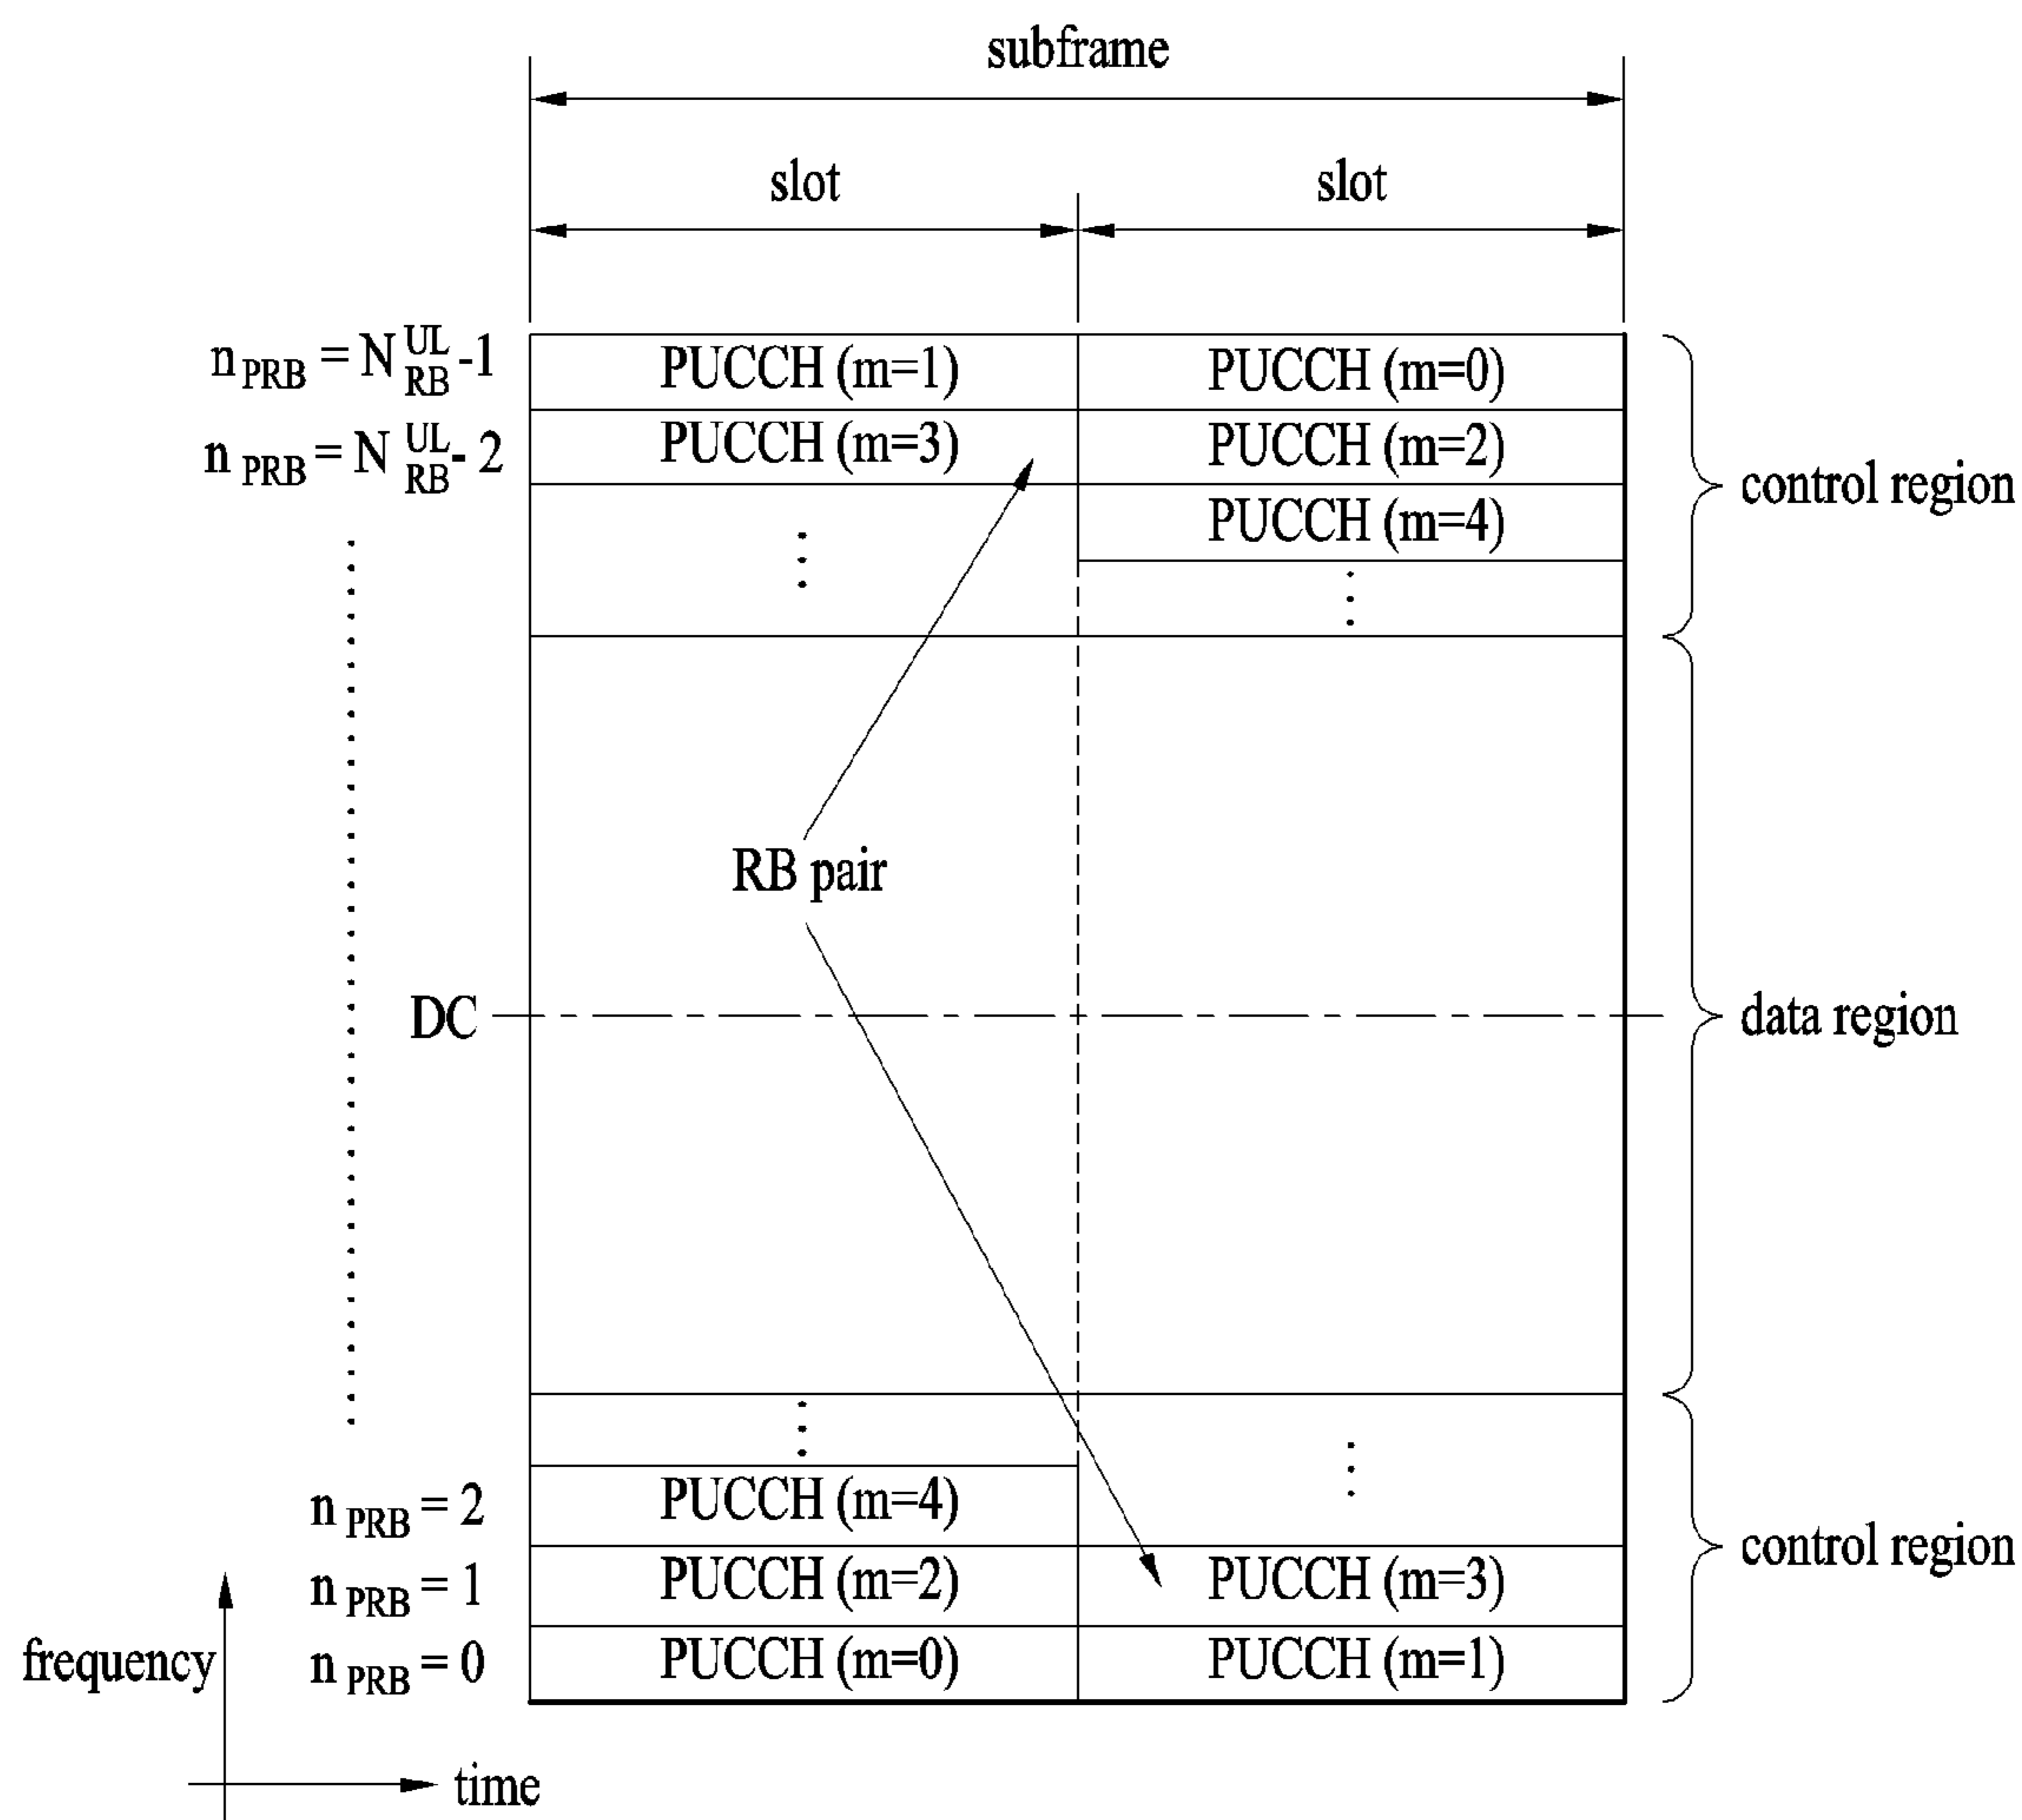 subframe
slot slot
n PRB = N UL RB -1 PUCCH (m=1) PUCCH (m=0)
n PRB = N UL RB - 2 PUCCH (m=3) PUCCH (m=2)
control region
PUCCH (m=4)
RB pair
DC data region
n PRB = 2 PUCCH (m=4)
control region
n PRB = 1 PUCCH (m=2) PUCCH (m=3)
n PRB = 0 PUCCH (m=0) PUCCH (m=1)
frequency
time